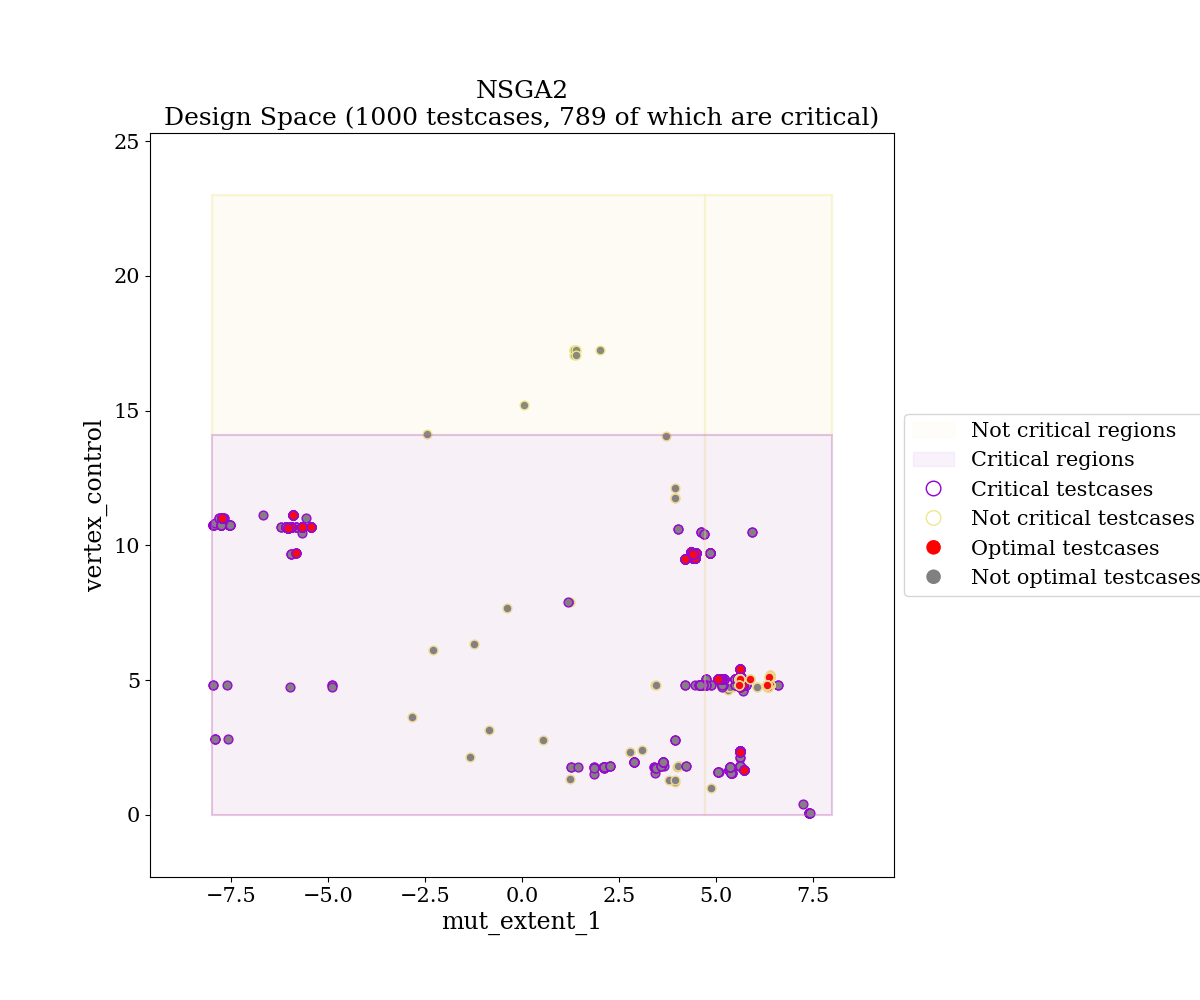 NSGA2
Design Space (1000 testcases, 789 of which are critical)
25
20
15
10
5
0
vertex_control
−7.5
−5.0
−2.5
0.0
2.5
5.0
7.5
mut_extent_1
Not critical regions
Critical regions
Critical testcases
Not critical testcases
Optimal testcases
Not optimal testcases